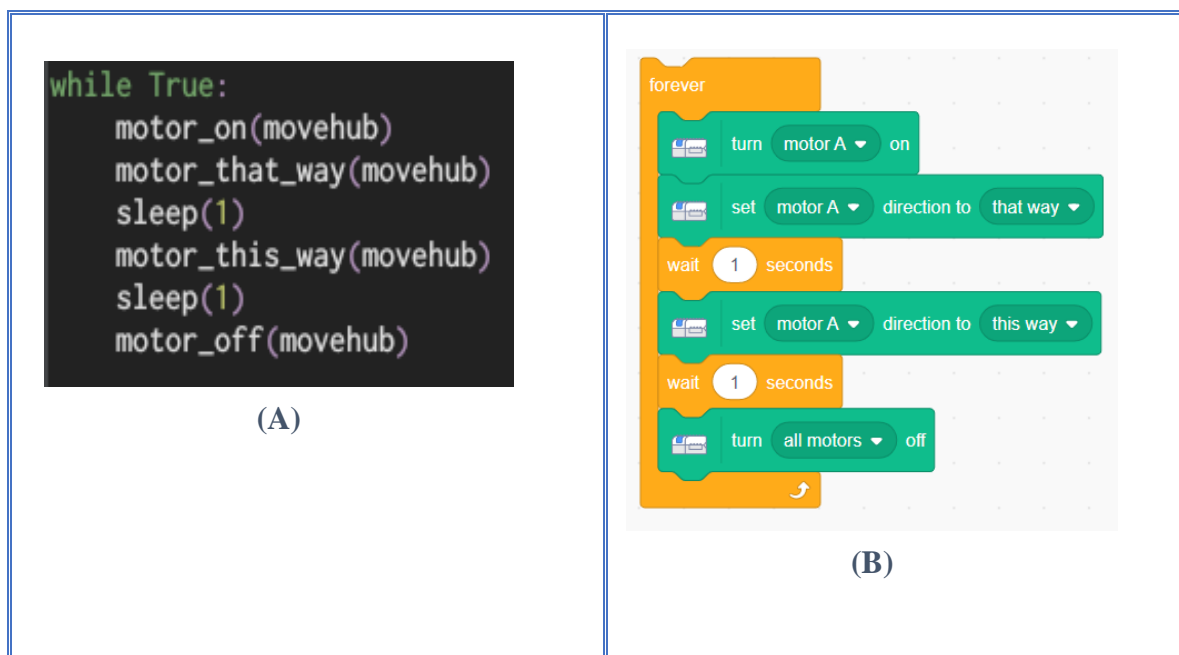 while True:
    motor_on(movehub)
    motor_that_way(movehub)
    sleep(1)
    motor_this_way(movehub)
    sleep(1)
    motor_off(movehub)
(A)
forever
turn motor A on
set motor A direction to that way
wait 1 seconds
set motor A direction to this way
wait 1 seconds
turn all motors off
(B)